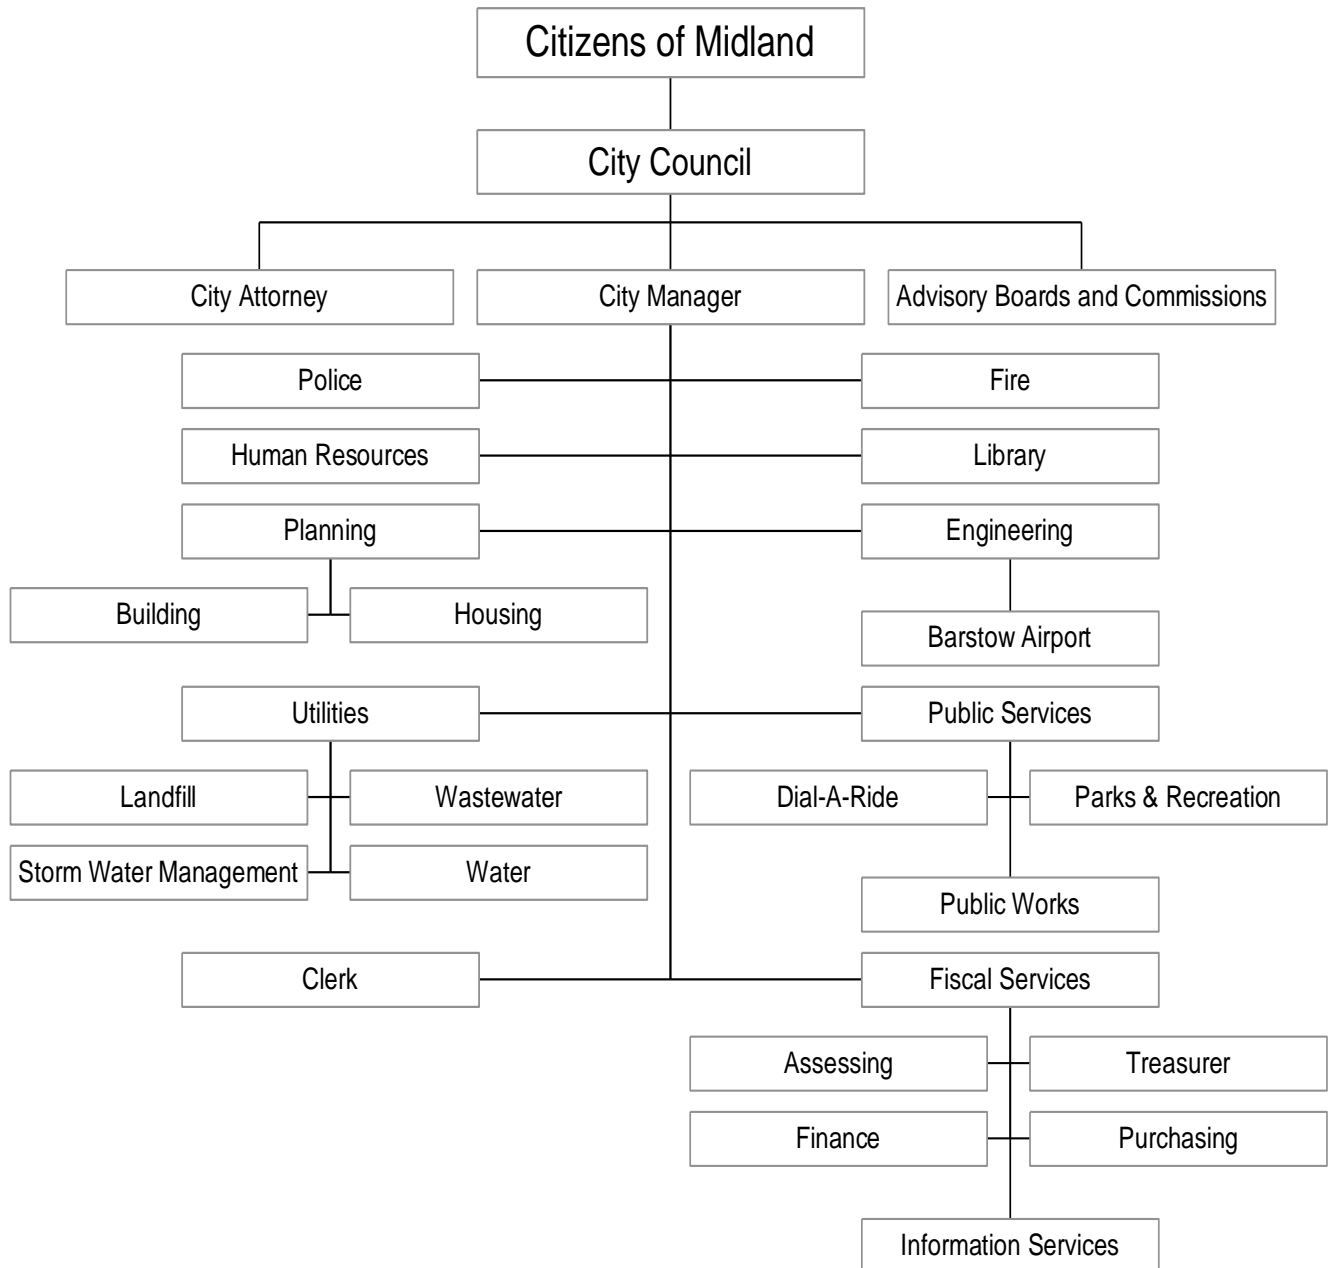 Citizens of Midland
City Council
City Attorney
City Manager
Advisory Boards and Commissions
Police
Fire
Human Resources
Library
Planning
Engineering
Building
Housing
Barstow Airport
Utilities
Public Services
Landfill
Wastewater
Dial-A-Ride
Parks & Recreation
Storm Water Management
Water
Public Works
Clerk
Fiscal Services
Assessing
Treasurer
Finance
Purchasing
Information Services